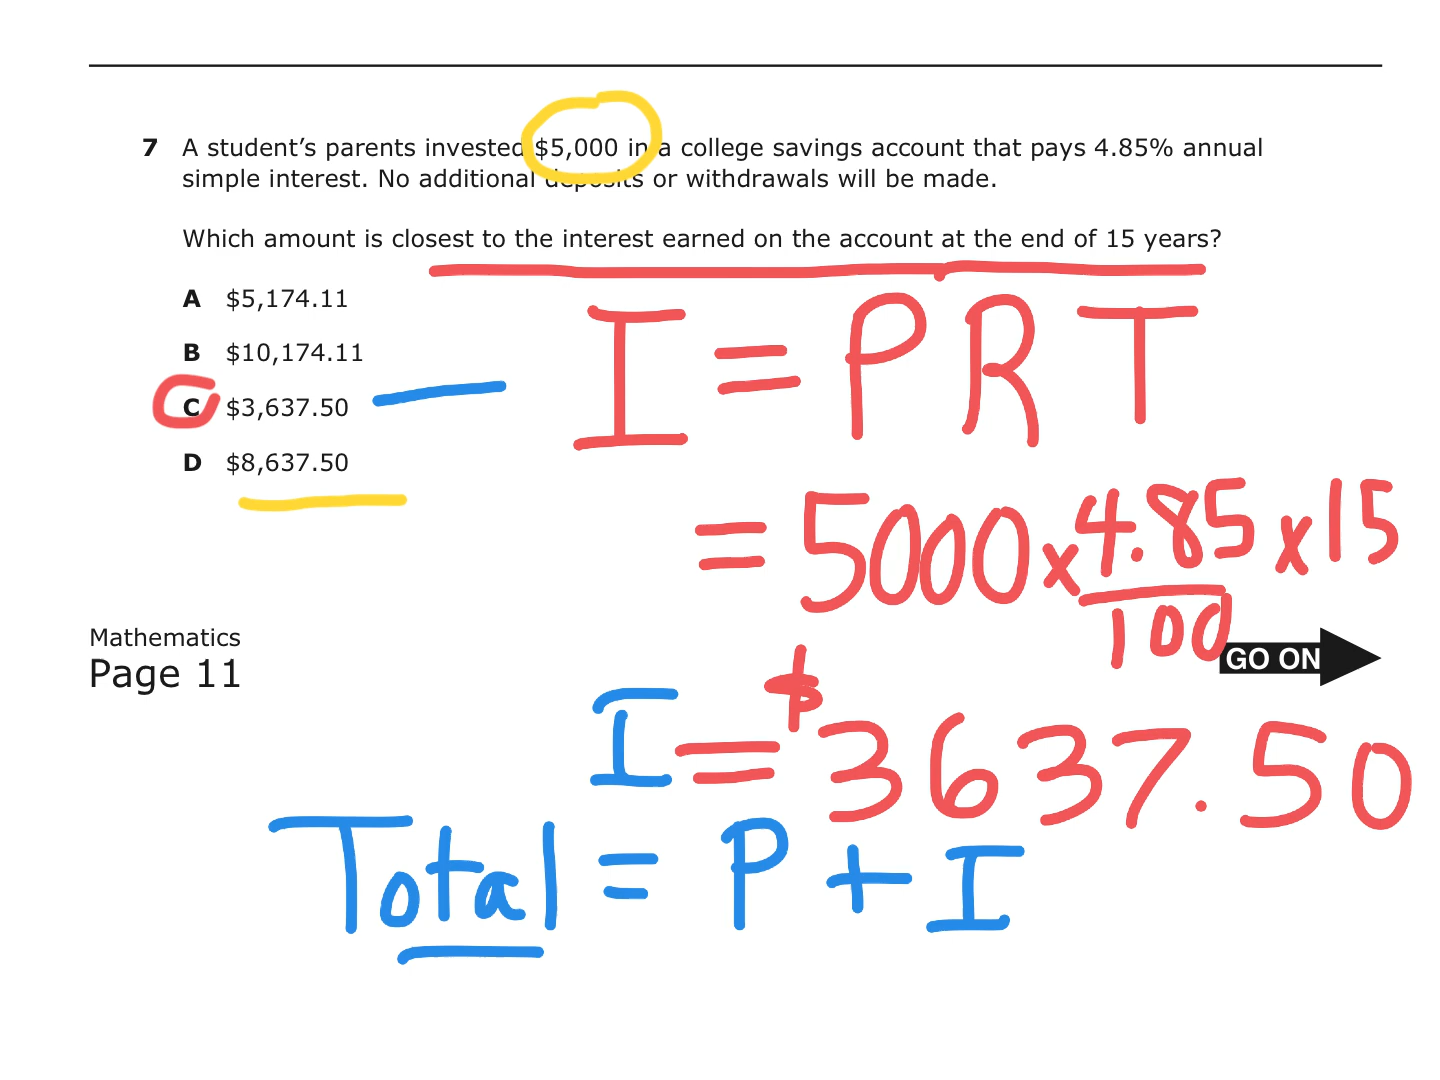 7 A student’s parents invested $5,000 in a college savings account that pays 4.85% annual
simple interest. No additional deposits or withdrawals will be made.
Which amount is closest to the interest earned on the account at the end of 15 years?
A $5,174.11
B $10,174.11
C $3,637.50
D $8,637.50
I = PRT
= 5000 x 4.85/100 x 15
Mathematics
Page 11
GO ON
I = $3637.50
Total = P + I